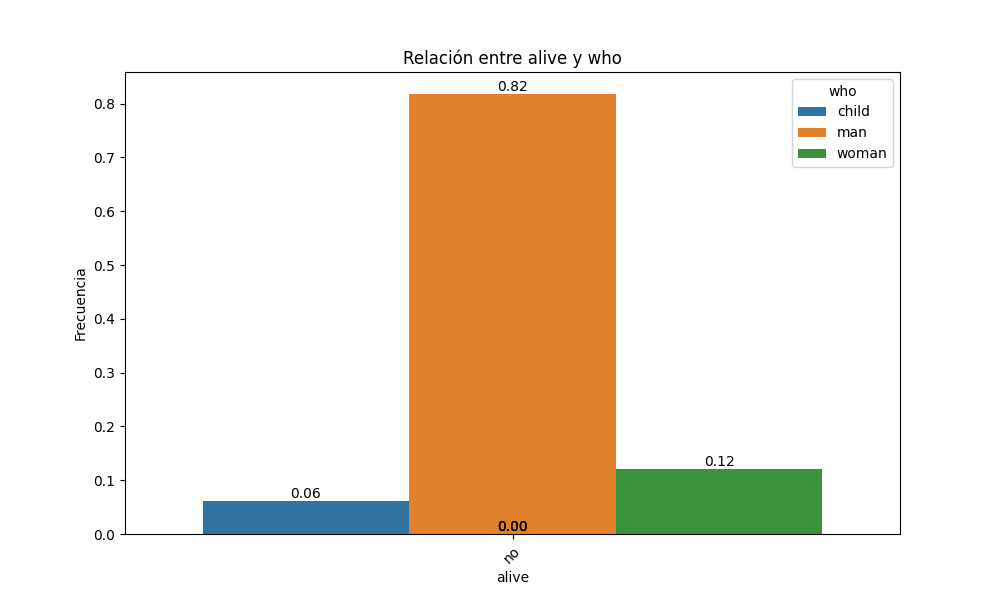 Relación entre alive y who
who
child
man
woman
Frecuencia
0.8
0.7
0.6
0.5
0.4
0.3
0.2
0.1
0.0
0.06
0.82
0.00
0.12
no
alive